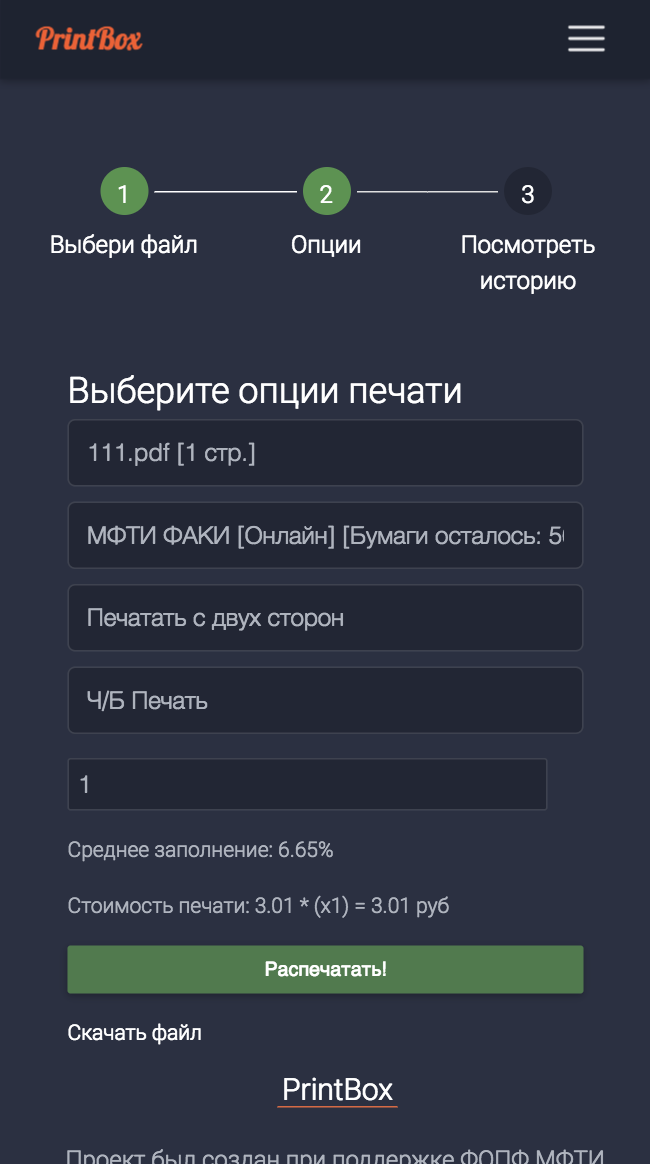 PrintBox
1
2
3
Выбери файл
Опции
Посмотреть
историю
Выберите опции печати
111.pdf [1 стр.]
МФТИ ФАКИ [Онлайн] [Бумаги осталось:
Печатать с двух сторон
Ч/Б Печать
1
Среднее заполнение: 6.65%
Стоимость печати: 3.01 * (x1) = 3.01 руб
Распечатать!
Скачать файл
PrintBox
Проект был создан при поддержке ФОПФ МФТИ